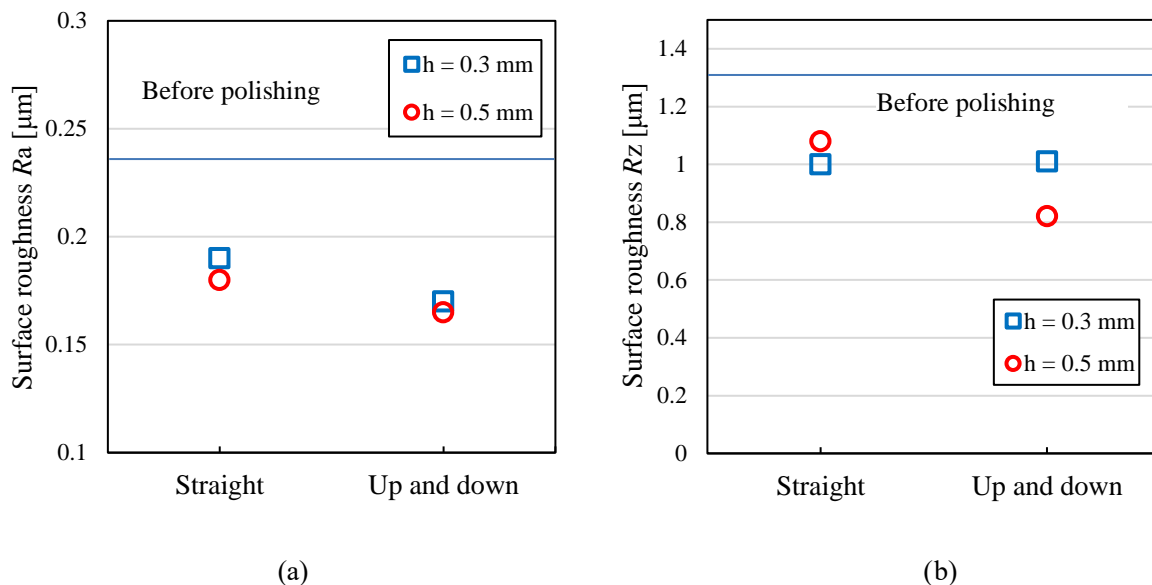 Surface roughness Ra [μm]
0.3
0.25
0.2
0.15
0.1
Before polishing
h = 0.3 mm
h = 0.5 mm
Straight
Up and down
(a)
Surface roughness Rz [μm]
1.4
1.2
1
0.8
0.6
0.4
0.2
0
Before polishing
h = 0.3 mm
h = 0.5 mm
Straight
Up and down
(b)